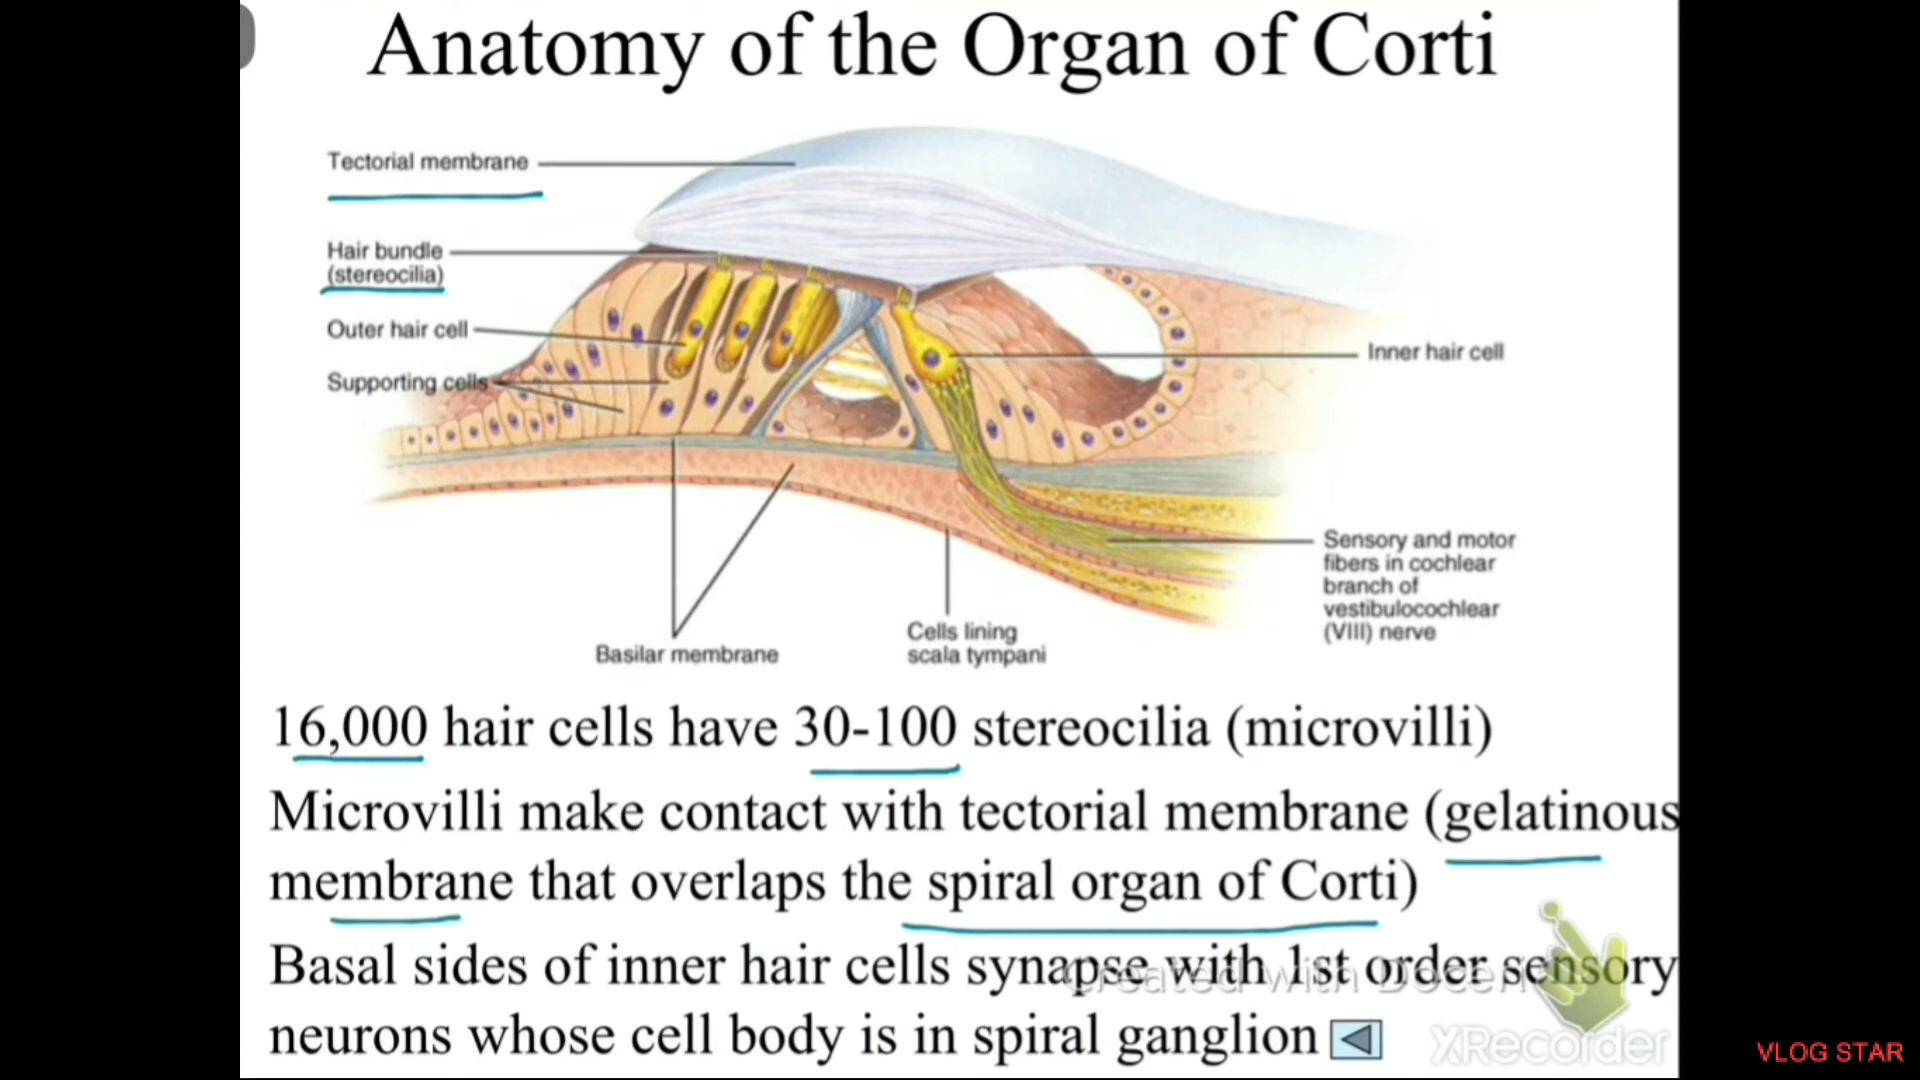 Anatomy of the Organ of Corti
Tectorial membrane
Hair bundle
(stereocilia)
Outer hair cell
Supporting cells
Inner hair cell
Sensory and motor
fibers in cochlear
branch of
vestibulocochlear
(VIII) nerve
Basilar membrane
Cells lining
scala tympani
16,000 hair cells have 30-100 stereocilia (microvilli)
Microvilli make contact with tectorial membrane (gelatinous
membrane that overlaps the spiral organ of Corti)
Basal sides of inner hair cells synapse with 1st order sensory
neurons whose cell body is in spiral ganglion
Created with Doceri
XRecorder
VLOG STAR